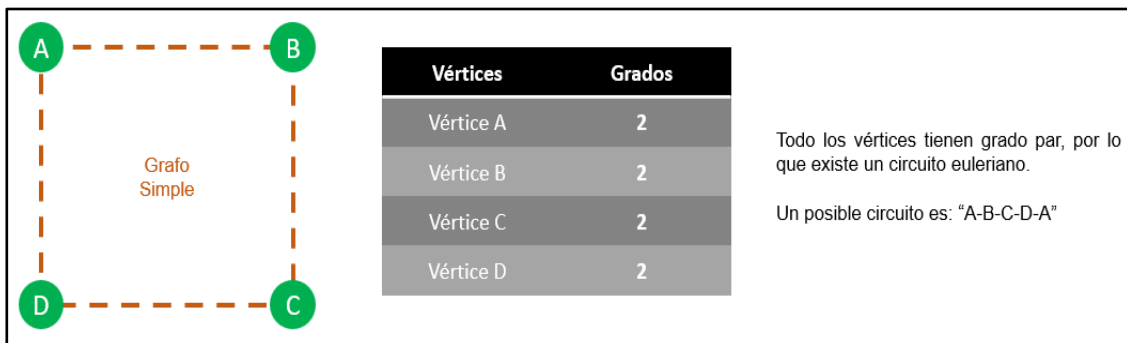 A
B
Grafo
Simple
D
C
Vértices Grados
Vértice A 2
Vértice B 2
Vértice C 2
Vértice D 2
Todo los vértices tienen grado par, por lo
que existe un circuito euleriano.
Un posible circuito es: “A-B-C-D-A”